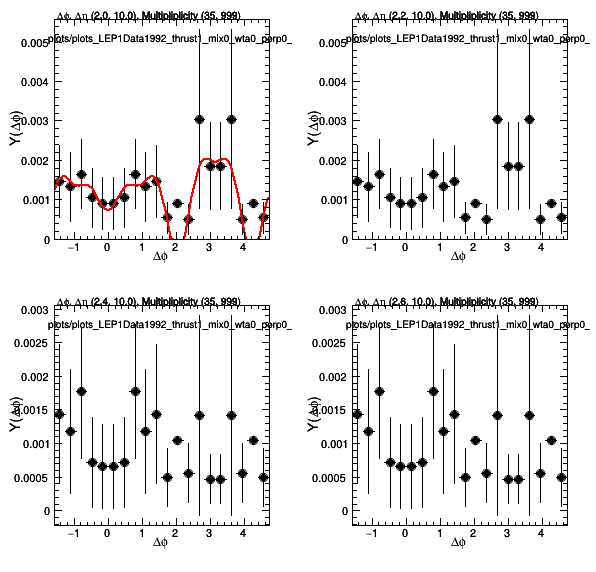 Δϕ, Δη (2.0, 10.0), Multipliplicity (35, 999)
plots/plots_LEP1Data1992_thrust1_mix0_wta0_perp0_
Y(Δϕ)
0.005
0.004
0.003
0.002
0.001
0
−1 0 1 2 3 4
Δϕ
Δϕ, Δη (2.2, 10.0), Multipliplicity (35, 999)
plots/plots_LEP1Data1992_thrust1_mix0_wta0_perp0_
Y(Δϕ)
0.005
0.004
0.003
0.002
0.001
0
−1 0 1 2 3 4
Δϕ
Δϕ, Δη (2.4, 10.0), Multipliplicity (35, 999)
plots/plots_LEP1Data1992_thrust1_mix0_wta0_perp0_
Y(Δϕ)
0.003
0.0025
0.002
0.0015
0.001
0.0005
0
−1 0 1 2 3 4
Δϕ
Δϕ, Δη (2.6, 10.0), Multipliplicity (35, 999)
plots/plots_LEP1Data1992_thrust1_mix0_wta0_perp0_
Y(Δϕ)
0.003
0.0025
0.002
0.0015
0.001
0.0005
0
−1 0 1 2 3 4
Δϕ